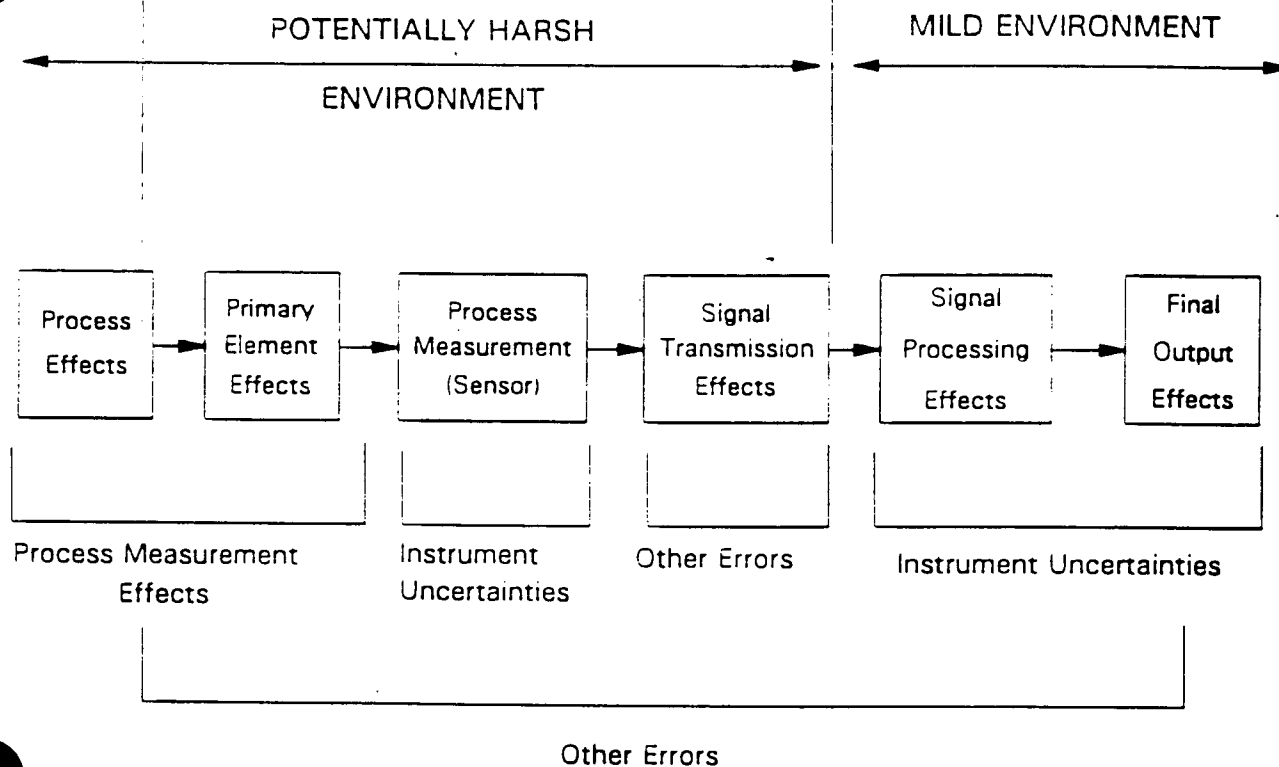 POTENTIALLY HARSH
ENVIRONMENT
MILD ENVIRONMENT
Process
Effects
Primary
Element
Effects
Process
Measurement
(Sensor)
Signal
Transmission
Effects
Signal
Processing
Effects
Final
Output
Effects
Process Measurement
Effects
Instrument
Uncertainties
Other Errors
Instrument Uncertainties
Other Errors